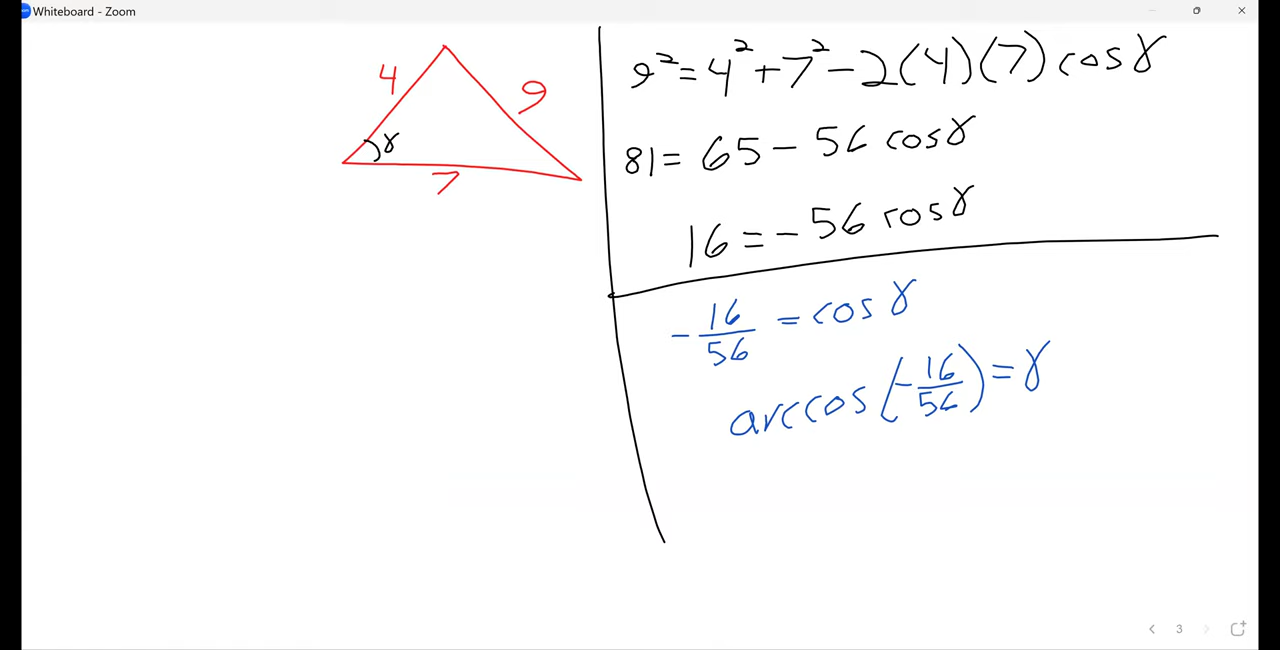 Whiteboard - Zoom
4
9
γ
7
9² = 4² + 7² - 2(4)(7) cos γ
81 = 65 - 56 cos γ
16 = - 56 cos γ
- 16/56 = cos γ
arccos(- 16/56) = γ
3